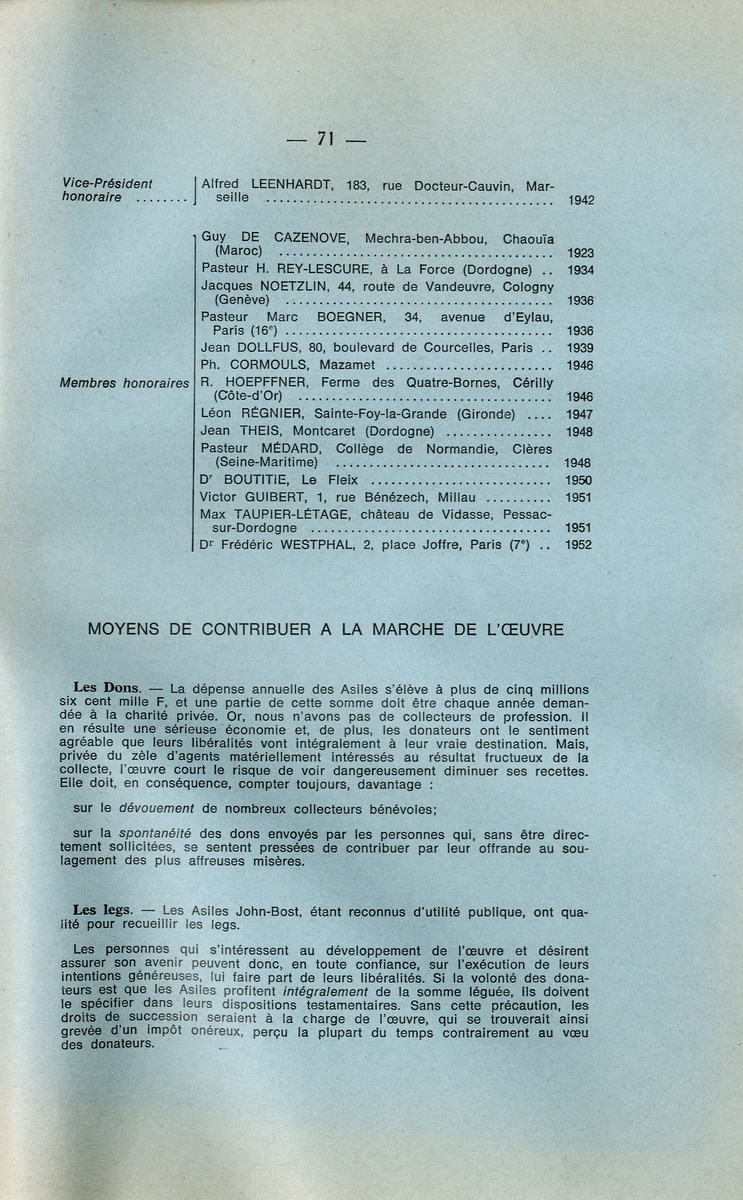 — 71 —
Vice-Président
honoraire ........
Alfred LEENHARDT, 183, rue Docteur-Cauvin, Mar-
seille ........................................ 1942
Guy DE CAZENOVE, Mechra-ben-Abbou, Chaouïa
(Maroc) ...................................... 1923
Pasteur H. REY-LESCURE, à La Force (Dordogne) .. 1934
Jacques NOETZLIN, 44, route de Vandeuvre, Cologny
(Genève) ..................................... 1936
Pasteur Marc BOEGNER, 34, avenue d'Eylau,
Paris (16e) ..................................... 1936
Jean DOLLFUS, 80, boulevard de Courcelles, Paris .. 1939
Ph. CORMOULS, Mazamet ....................... 1946
Membres honoraires
R. HOEPFFNER, Ferme des Quatre-Bornes, Cérilly
(Côte-d'Or) ................................... 1946
Léon RÉGNIER, Sainte-Foy-la-Grande (Gironde) .... 1947
Jean THEIS, Montcaret (Dordogne) ............... 1948
Pasteur MÉDARD, Collège de Normandie, Clères
(Seine-Maritime) .............................. 1948
Dr BOUTITIE, Le Fleix ......................... 1950
Victor GUIBERT, 1, rue Bénézech, Millau .......... 1951
Max TAUPIER-LÉTAGE, château de Vidasse, Pessac-
sur-Dordogne ................................. 1951
Dr Frédéric WESTPHAL, 2, place Joffre, Paris (7e) .. 1952
MOYENS DE CONTRIBUER A LA MARCHE DE L'ŒUVRE
Les Dons. — La dépense annuelle des Asiles s'élève à plus de cinq millions
six cent mille F, et une partie de cette somme doit être chaque année deman-
dée à la charité privée. Or, nous n'avons pas de collecteurs de profession. Il
en résulte une sérieuse économie et, de plus, les donateurs ont le sentiment
agréable que leurs libéralités vont intégralement à leur vraie destination. Mais,
privée du zèle d'agents matériellement intéressés au résultat fructueux de la
collecte, l'œuvre court le risque de voir dangereusement diminuer ses recettes.
Elle doit, en conséquence, compter toujours, davantage :
sur le dévouement de nombreux collecteurs bénévoles;
sur la spontanéité des dons envoyés par les personnes qui, sans être direc-
tement sollicitées, se sentent pressées de contribuer par leur offrande au sou-
lagement des plus affreuses misères.
Les legs. — Les Asiles John-Bost, étant reconnus d'utilité publique, ont qua-
lité pour recueillir les legs.
Les personnes qui s'intéressent au développement de l'œuvre et désirent
assurer son avenir peuvent donc, en toute confiance, sur l'exécution de leurs
intentions généreuses, lui faire part de leurs libéralités. Si la volonté des dona-
teurs est que les Asiles profitent intégralement de la somme léguée, ils doivent
le spécifier dans leurs dispositions testamentaires. Sans cette précaution, les
droits de succession seraient à la charge de l'œuvre, qui se trouverait ainsi
grevée d'un impôt onéreux, perçu la plupart du temps contrairement au vœu
des donateurs.